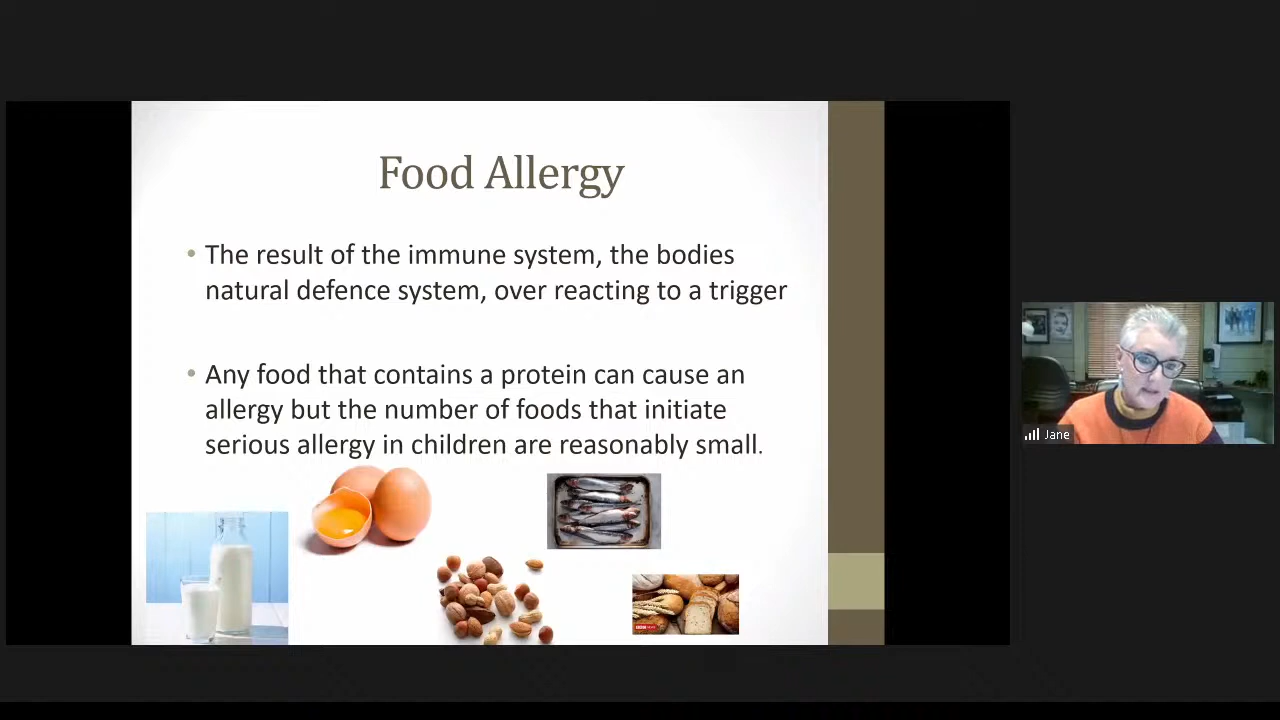 Food Allergy
• The result of the immune system, the bodies
natural defence system, over reacting to a trigger
• Any food that contains a protein can cause an
allergy but the number of foods that initiate
serious allergy in children are reasonably small.
Jane